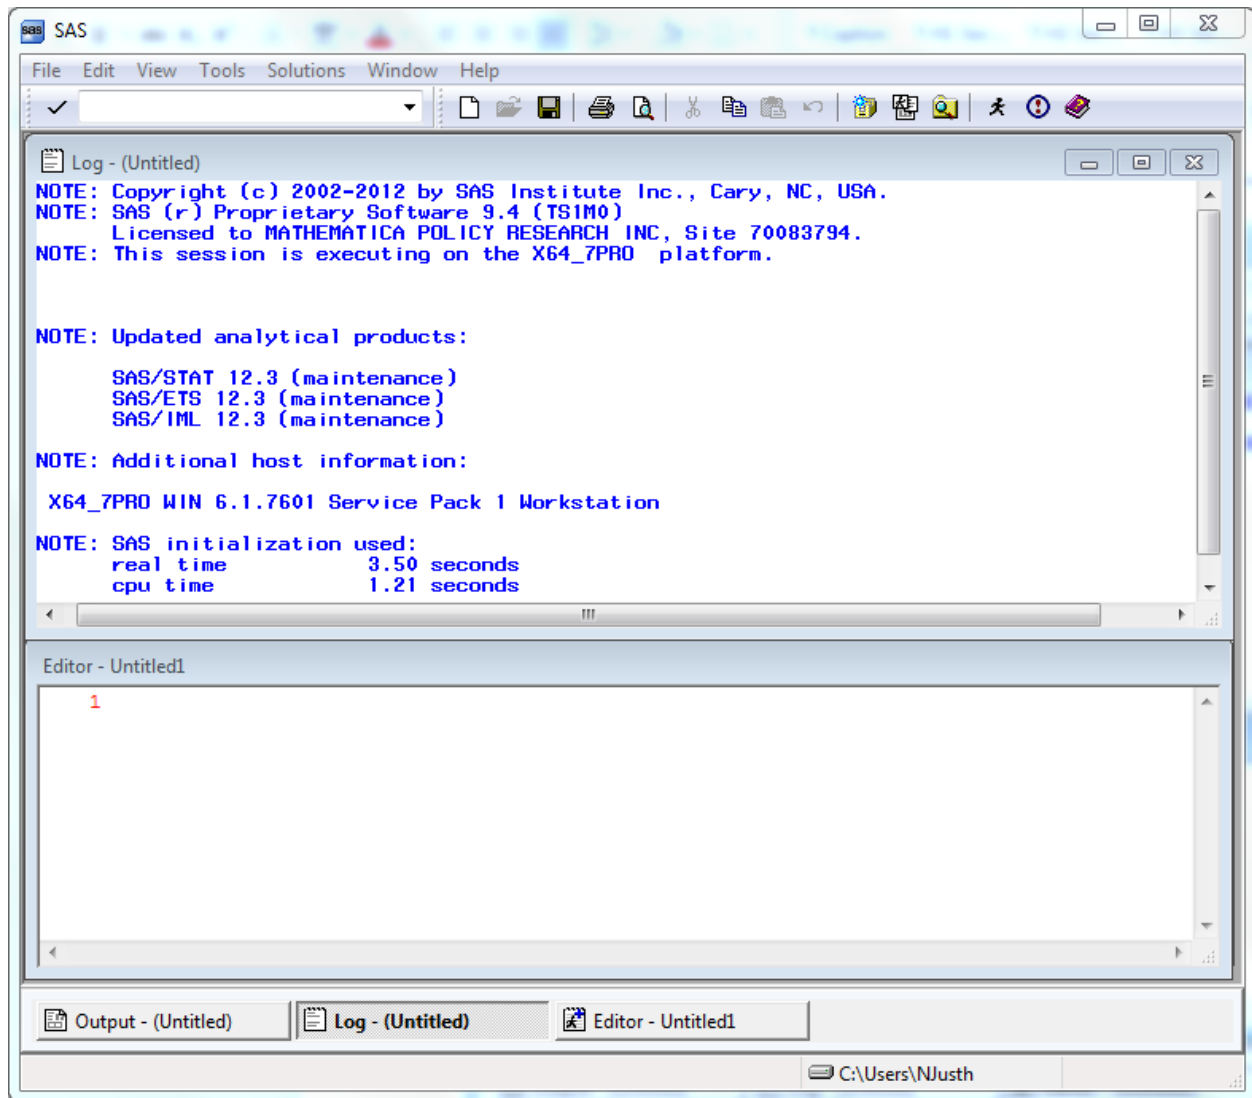 SAS
File Edit View Tools Solutions Window Help
Log - (Untitled)
NOTE: Copyright (c) 2002-2012 by SAS Institute Inc., Cary, NC, USA.
NOTE: SAS (r) Proprietary Software 9.4 (TS1M0)
Licensed to MATHEMATICA POLICY RESEARCH INC, Site 70083794.
NOTE: This session is executing on the X64_7PRO platform.
NOTE: Updated analytical products:
SAS/STAT 12.3 (maintenance)
SAS/ETS 12.3 (maintenance)
SAS/IML 12.3 (maintenance)
NOTE: Additional host information:
X64_7PRO WIN 6.1.7601 Service Pack 1 Workstation
NOTE: SAS initialization used:
real time 3.50 seconds
cpu time 1.21 seconds
Editor - Untitled1
1
Output - (Untitled) Log - (Untitled) Editor - Untitled1
C:\Users\NJusth